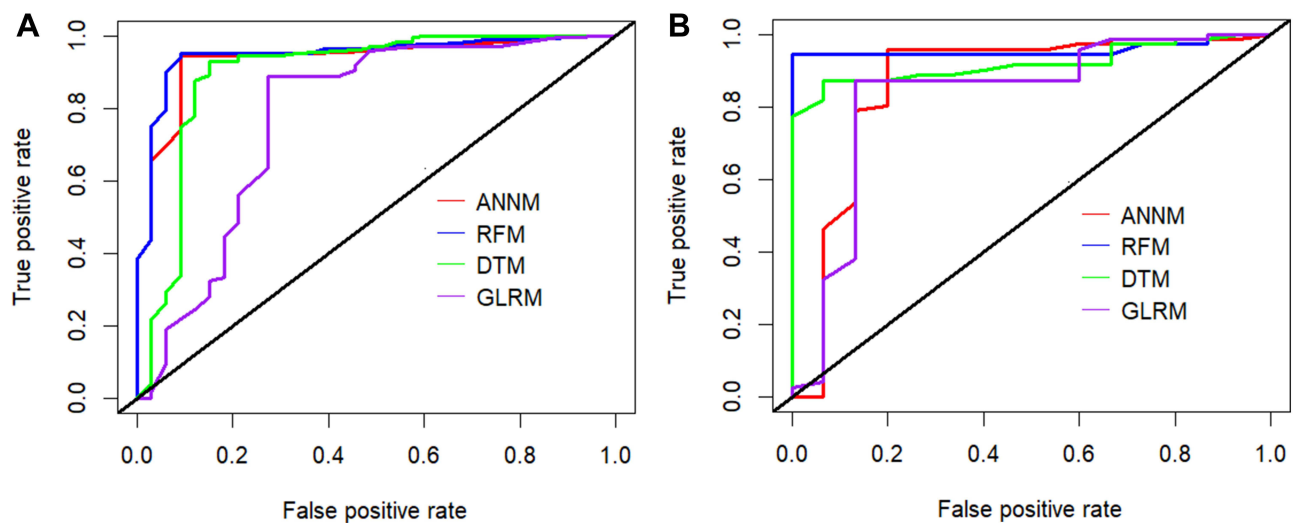 A
True positive rate
1.0
0.8
0.6
0.4
0.2
0.0
ANNM
RFM
DTM
GLRM
0.0 0.2 0.4 0.6 0.8 1.0
False positive rate
B
True positive rate
1.0
0.8
0.6
0.4
0.2
0.0
ANNM
RFM
DTM
GLRM
0.0 0.2 0.4 0.6 0.8 1.0
False positive rate